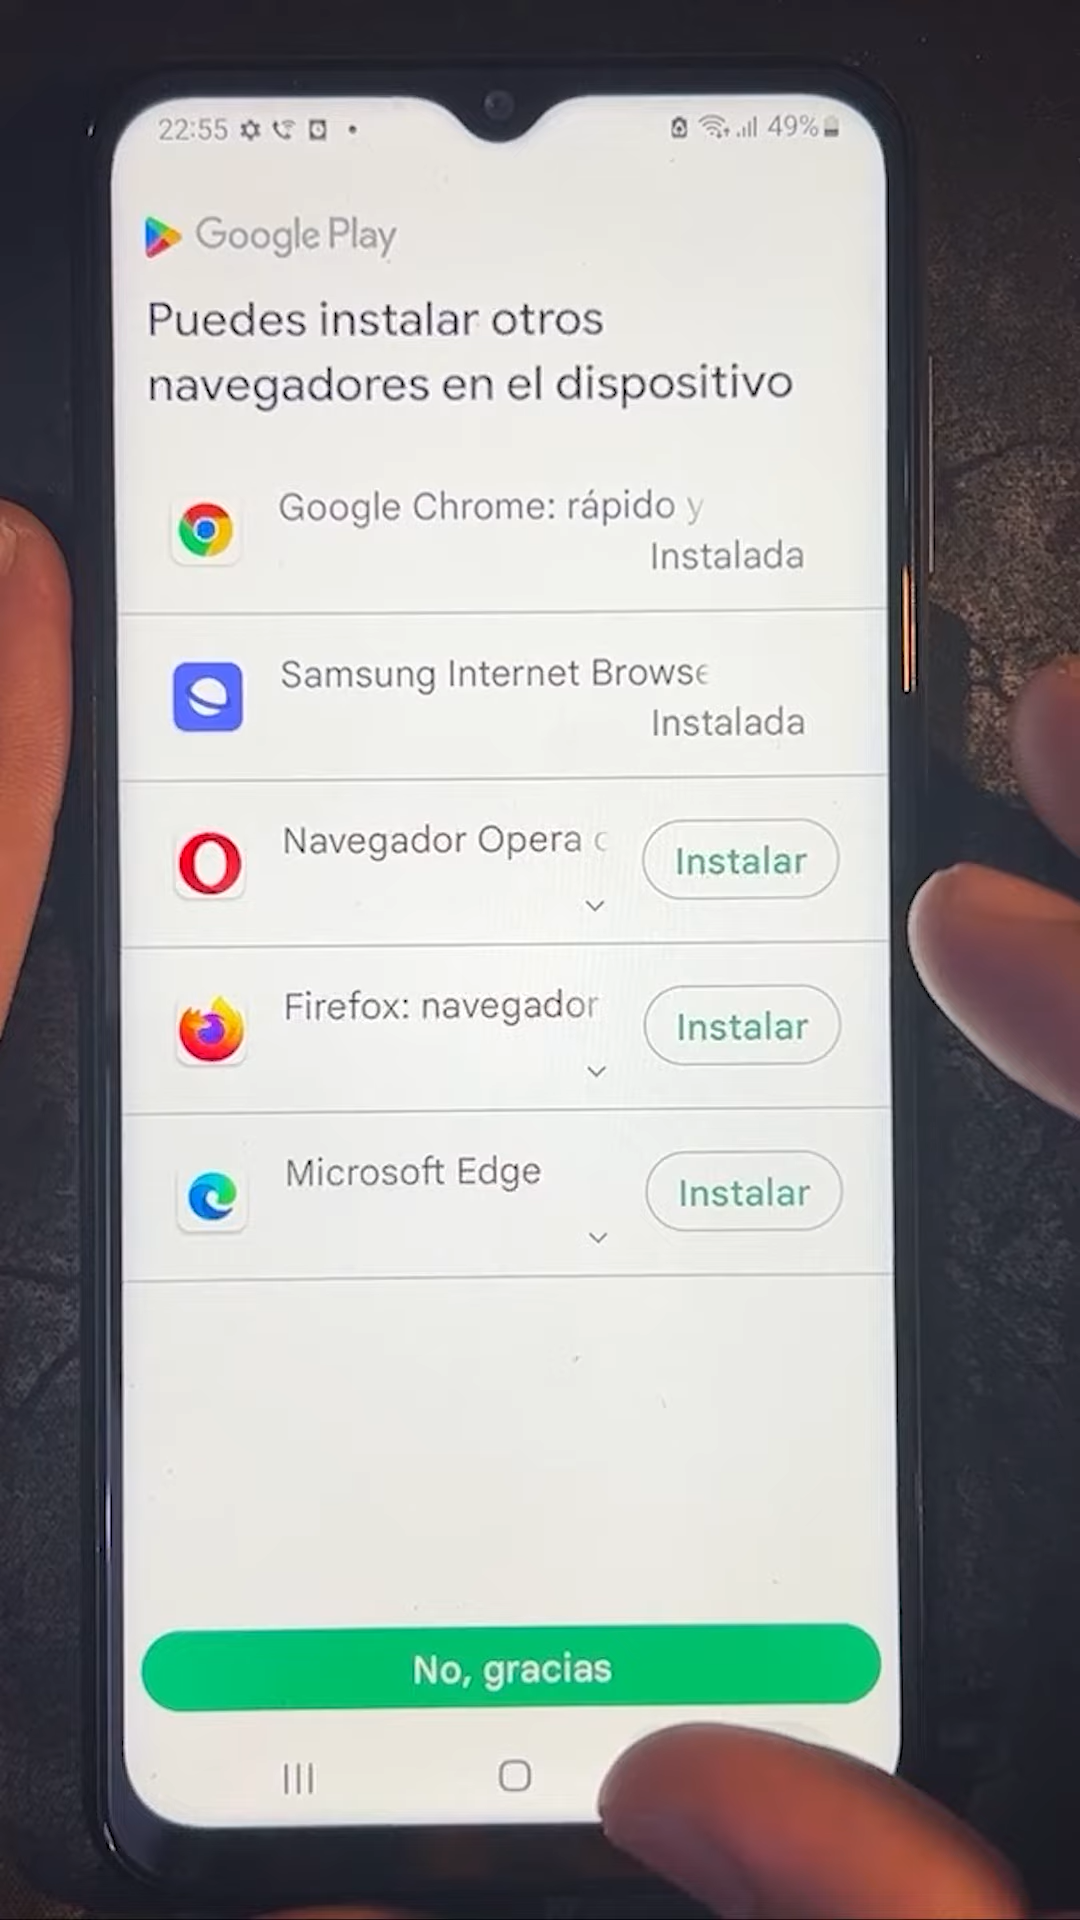 22:55
49%
Google Play
Puedes instalar otros
navegadores en el dispositivo
Google Chrome: rápido y
Instalada
Samsung Internet Browse
Instalada
Navegador Opera c
Instalar
Firefox: navegador
Instalar
Microsoft Edge
Instalar
No, gracias